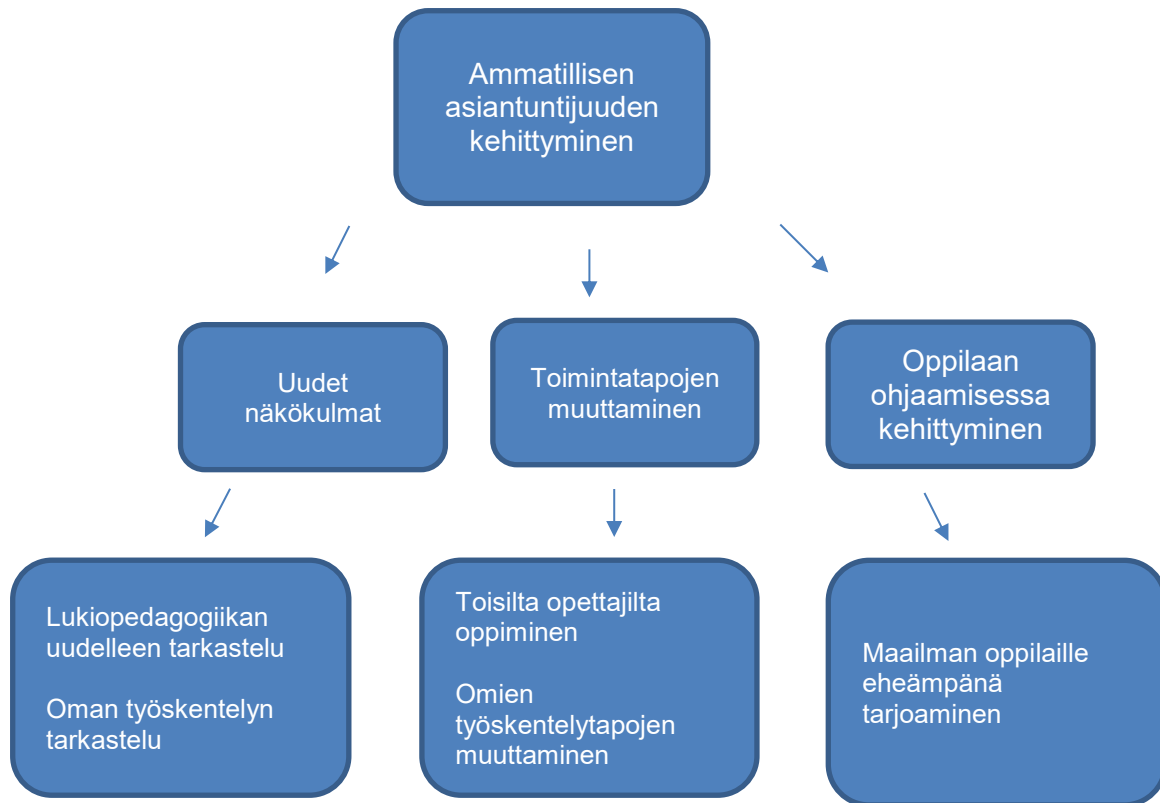 Ammatillisen
asiantuntijuuden
kehittyminen
Uudet
näkökulmat
Toimintatapojen
muuttaminen
Oppilaan
ohjaamisessa
kehittyminen
Lukiopedagogiikan
uudelleen tarkastelu
Oman työskentelyn
tarkastelu
Toisilta opettajilta
oppiminen
Omien
työskentelytapojen
muuttaminen
Maailman oppilaille
eheämpänä
tarjoaminen